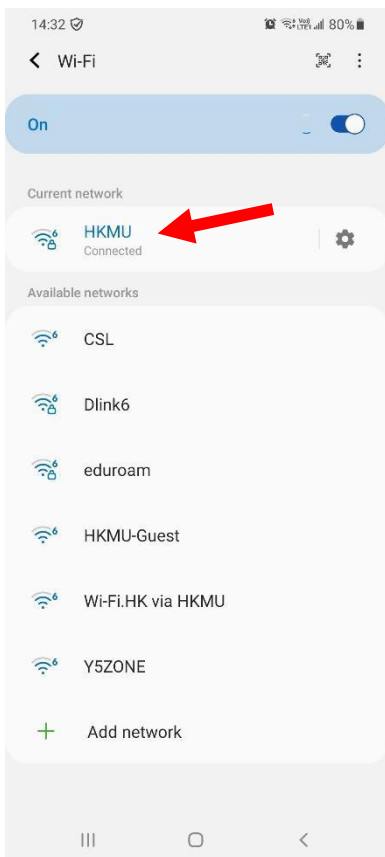 14:32 80%
Wi-Fi
On
Current network
HKMU
Connected
Available networks
CSL
Dlink6
eduroam
HKMU-Guest
Wi-Fi.HK via HKMU
Y5ZONE
Add network